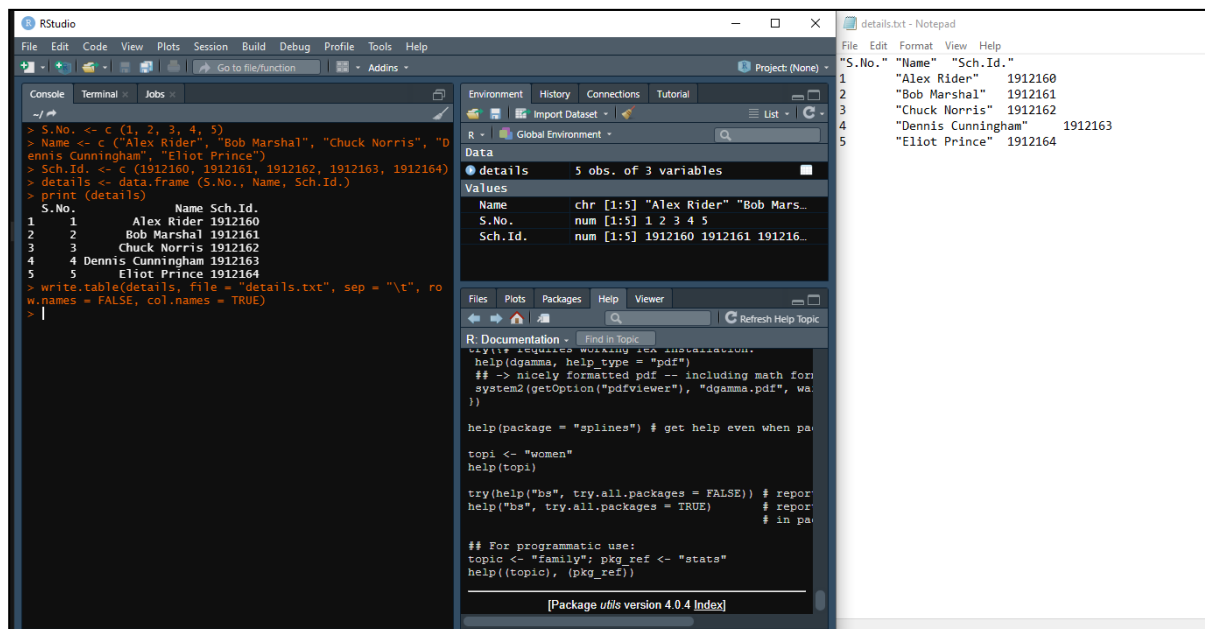 RStudio
File Edit Code View Plots Session Build Debug Profile Tools Help
Go to file/function
Addins
Project: (None)
Console Terminal Jobs
~/
> S.No. <- c (1, 2, 3, 4, 5)
> Name <- c ("Alex Rider", "Bob Marshal", "Chuck Norris", "D
ennis Cunningham", "Eliot Prince")
> Sch.Id. <- c (1912160, 1912161, 1912162, 1912163, 1912164)
> details <- data.frame (S.No., Name, Sch.Id.)
> print (details)
S.No. Name Sch.Id.
1 1 Alex Rider 1912160
2 2 Bob Marshal 1912161
3 3 Chuck Norris 1912162
4 4 Dennis Cunningham 1912163
5 5 Eliot Prince 1912164
> write.table(details, file = "details.txt", sep = "\t", ro
w.names = FALSE, col.names = TRUE)
>
Environment History Connections Tutorial
Import Dataset
List
R Global Environment
Data
details 5 obs. of 3 variables
Values
Name chr [1:5] "Alex Rider" "Bob Mars…
S.No. num [1:5] 1 2 3 4 5
Sch.Id. num [1:5] 1912160 1912161 191216…
Files Plots Packages Help Viewer
Refresh Help Topic
R: Documentation Find in Topic
try({# requires working TeX installation:
help(dgamma, help_type = "pdf")
## -> nicely formatted pdf -- including math for
system2(getOption("pdfviewer"), "dgamma.pdf", wa
})
help(package = "splines") # get help even when pa
topi <- "women"
help(topi)
try(help("bs", try.all.packages = FALSE)) # repor
help("bs", try.all.packages = TRUE) # repor
# in pa
## For programmatic use:
topic <- "family"; pkg_ref <- "stats"
help((topic), (pkg_ref))
[Package utils version 4.0.4 Index]
details.txt - Notepad
File Edit Format View Help
"S.No." "Name" "Sch.Id."
1 "Alex Rider" 1912160
2 "Bob Marshal" 1912161
3 "Chuck Norris" 1912162
4 "Dennis Cunningham" 1912163
5 "Eliot Prince" 1912164